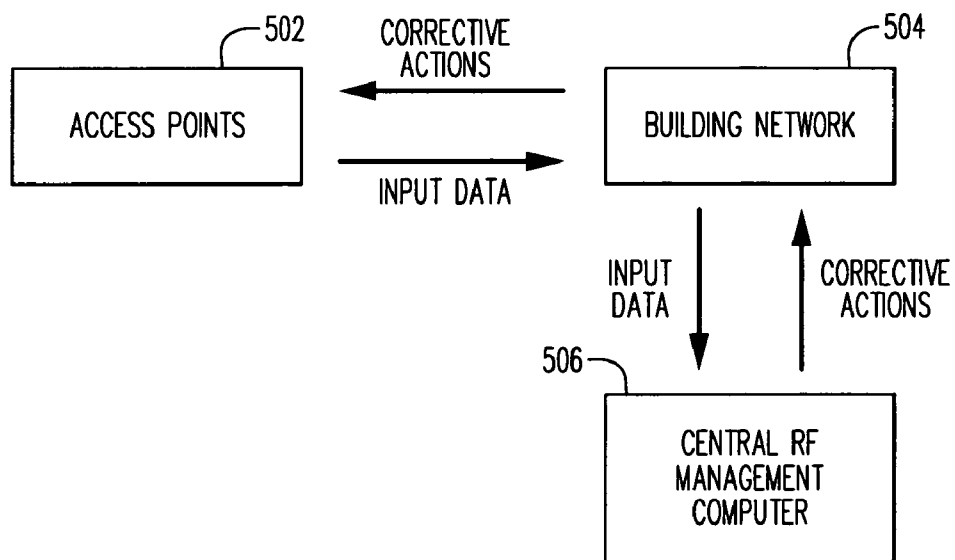 502
CORRECTIVE
ACTIONS
504
ACCESS POINTS
BUILDING NETWORK
INPUT DATA
INPUT
DATA
CORRECTIVE
ACTIONS
506
CENTRAL RF
MANAGEMENT
COMPUTER